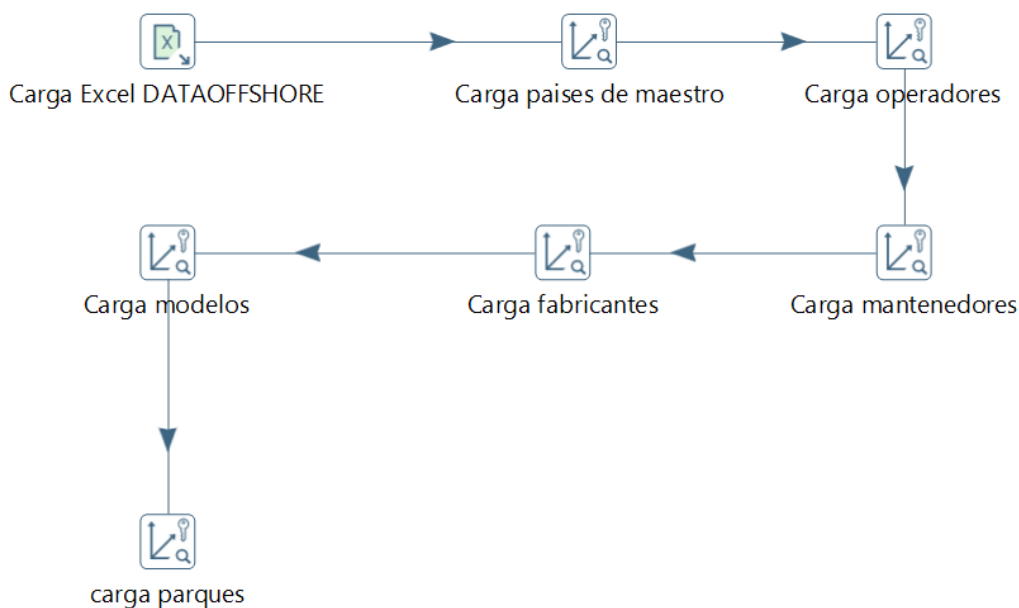 Carga Excel DATAOFFSHORE
Carga paises de maestro
Carga operadores
Carga modelos
Carga fabricantes
Carga mantenedores
carga parques